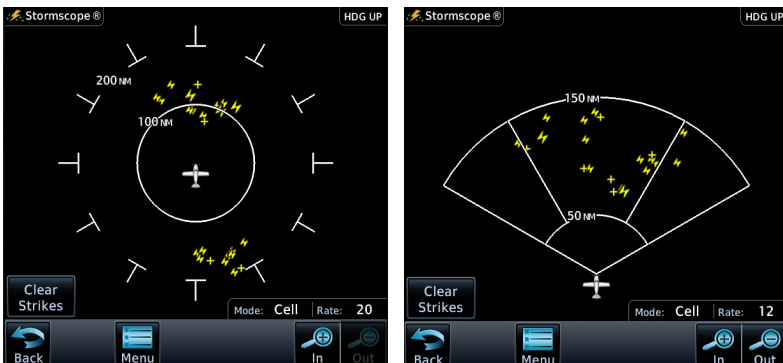 Stormscope ®
HDG UP
200 NM
100 NM
Clear
Strikes
Mode: Cell Rate: 20
Back
Menu
In
Out
Stormscope ®
HDG UP
150 NM
50 NM
Clear
Strikes
Mode: Cell Rate: 12
Back
Menu
In
Out